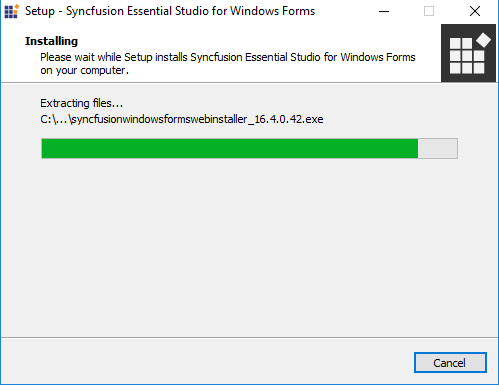 Setup - Syncfusion Essential Studio for Windows Forms
Installing
Please wait while Setup installs Syncfusion Essential Studio for Windows Forms
on your computer.
Extracting files...
C:\...\syncfusionwindowsformswebinstaller_16.4.0.42.exe
Cancel